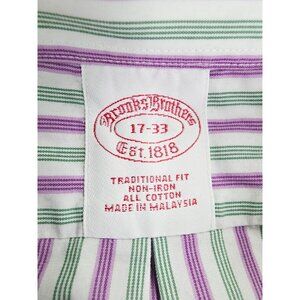 Brooks Brothers
17-33
Est. 1818
TRADITIONAL FIT
NON-IRON
ALL COTTON
MADE IN MALAYSIA